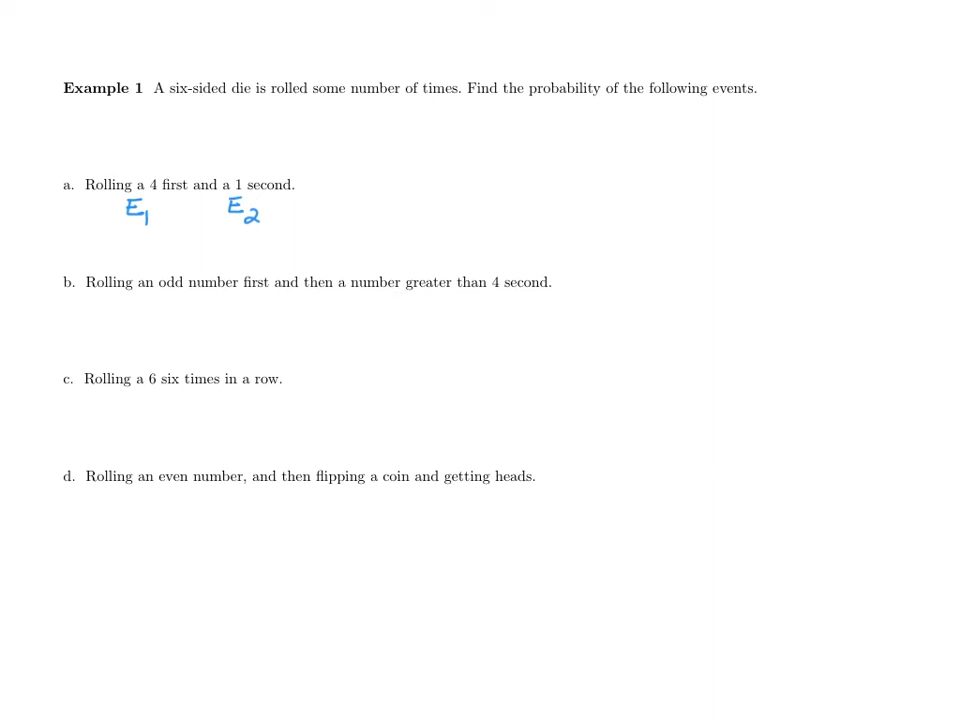 Example 1 A six-sided die is rolled some number of times. Find the probability of the following events.
a. Rolling a 4 first and a 1 second.
E₁ E₂
b. Rolling an odd number first and then a number greater than 4 second.
c. Rolling a 6 six times in a row.
d. Rolling an even number, and then flipping a coin and getting heads.